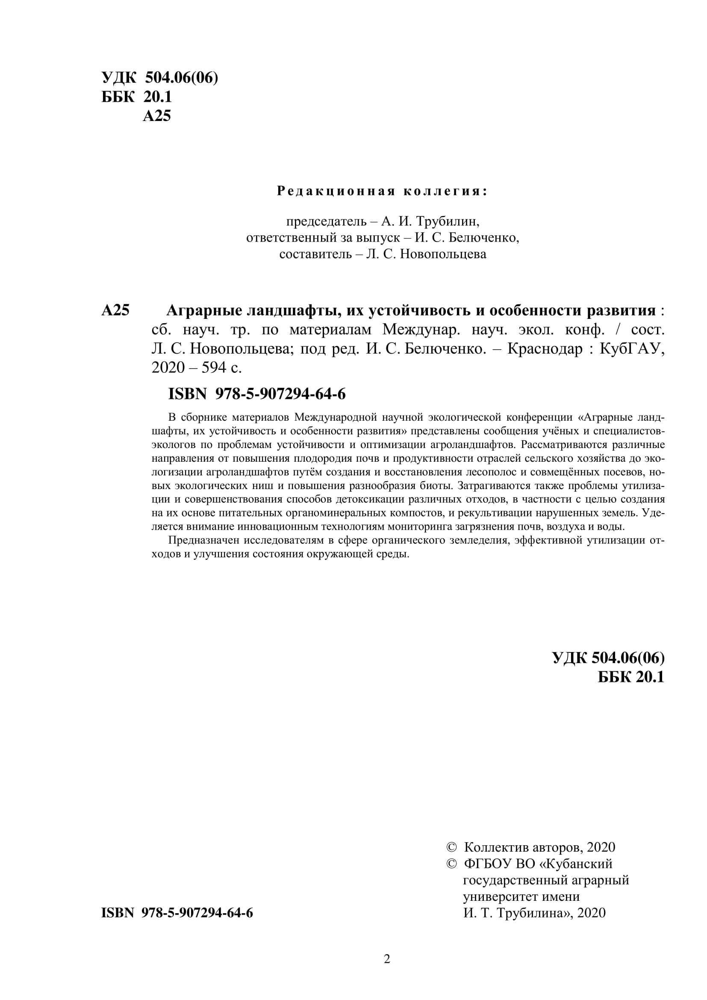 УДК 504.06(06)
ББК 20.1
А25
Редакционная коллегия:
председатель – А. И. Трубилин,
ответственный за выпуск – И. С. Белюченко,
составитель – Л. С. Новопольцева
А25 Аграрные ландшафты, их устойчивость и особенности развития :
сб. науч. тр. по материалам Междунар. науч. экол. конф. / сост.
Л. С. Новопольцева; под ред. И. С. Белюченко. – Краснодар : КубГАУ,
2020 – 594 с.
ISBN 978-5-907294-64-6
В сборнике материалов Международной научной экологической конференции «Аграрные ланд-
шафты, их устойчивость и особенности развития» представлены сообщения учёных и специалистов-
экологов по проблемам устойчивости и оптимизации агроландшафтов. Рассматриваются различные
направления от повышения плодородия почв и продуктивности отраслей сельского хозяйства до эко-
логизации агроландшафтов путём создания и восстановления лесополос и совмещённых посевов, но-
вых экологических ниш и повышения разнообразия биоты. Затрагиваются также проблемы утилиза-
ции и совершенствования способов детоксикации различных отходов, в частности с целью создания
на их основе питательных органоминеральных компостов, и рекультивации нарушенных земель. Уде-
ляется внимание инновационным технологиям мониторинга загрязнения почв, воздуха и воды.
Предназначен исследователям в сфере органического земледелия, эффективной утилизации от-
ходов и улучшения состояния окружающей среды.
УДК 504.06(06)
ББК 20.1
© Коллектив авторов, 2020
© ФГБОУ ВО «Кубанский
государственный аграрный
университет имени
И. Т. Трубилина», 2020
ISBN 978-5-907294-64-6
2